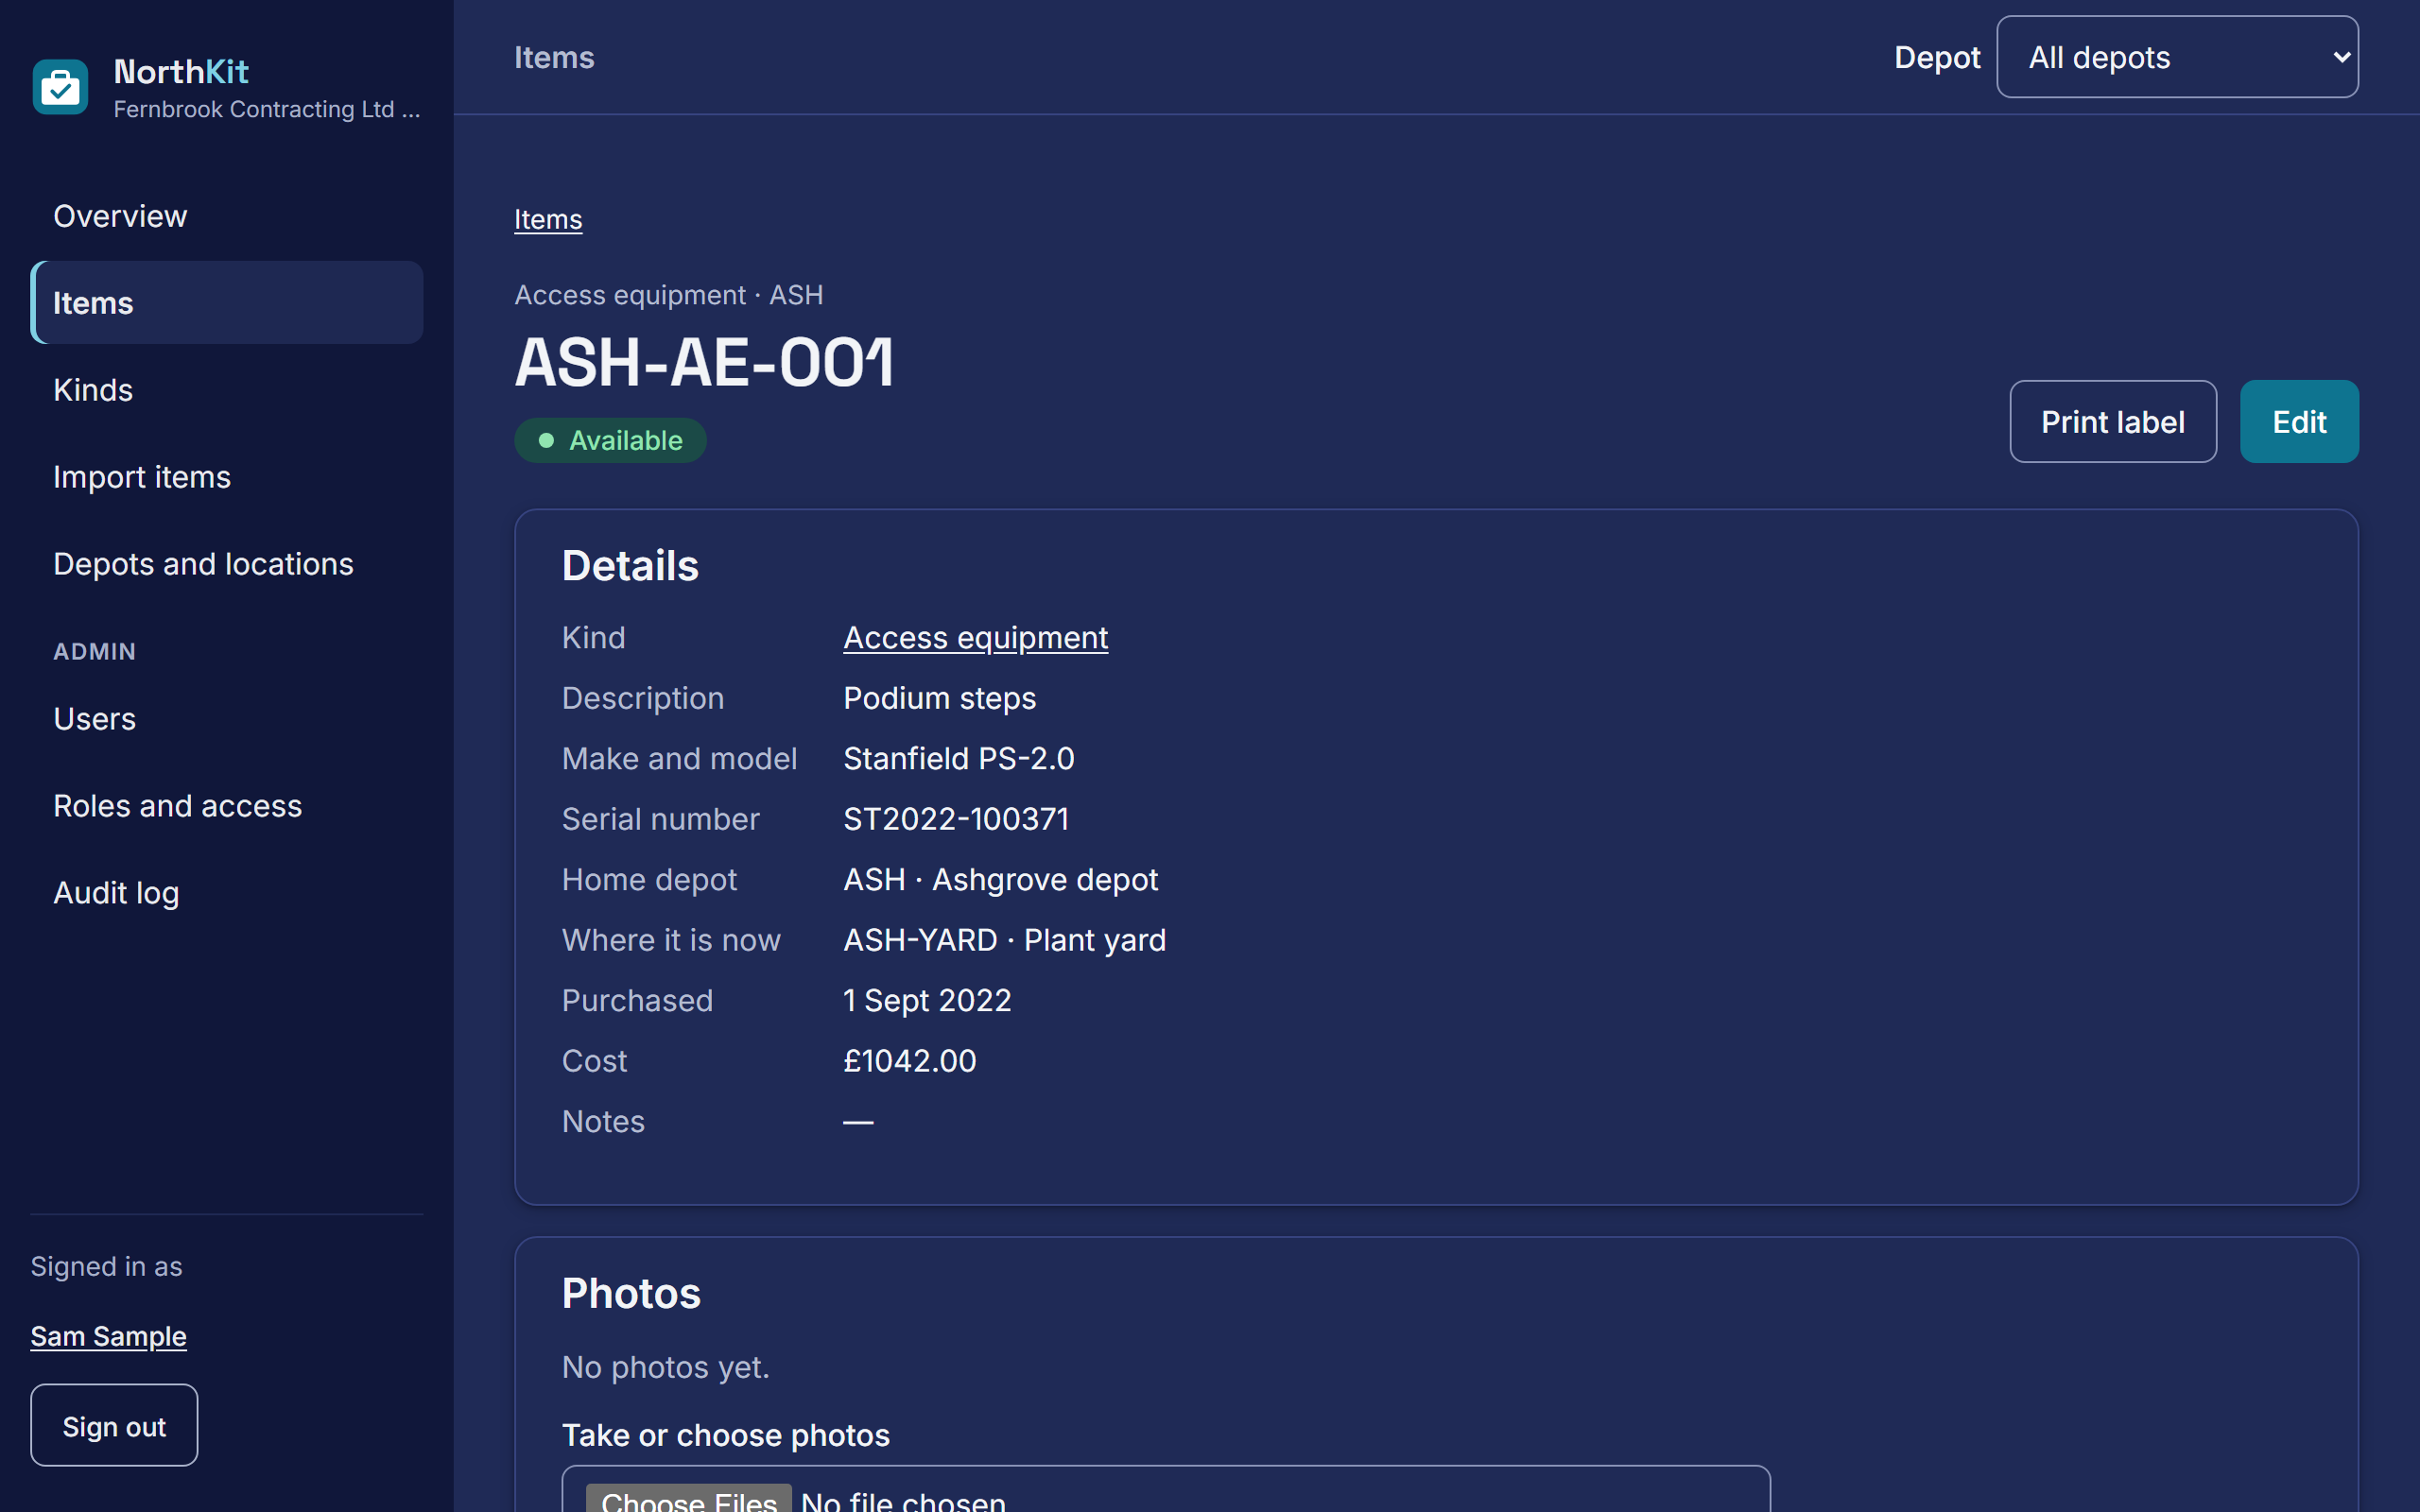 NorthKit
Fernbrook Contracting Ltd ...
Overview
Items
Kinds
Import items
Depots and locations
ADMIN
Users
Roles and access
Audit log
Signed in as
Sam Sample
Sign out
Items
Depot All depots
Items
Access equipment · ASH
ASH-AE-001
Available
Print label
Edit
Details
Kind Access equipment
Description Podium steps
Make and model Stanfield PS-2.0
Serial number ST2022-100371
Home depot ASH · Ashgrove depot
Where it is now ASH-YARD · Plant yard
Purchased 1 Sept 2022
Cost £1042.00
Notes —
Photos
No photos yet.
Take or choose photos
Choose Files No file chosen